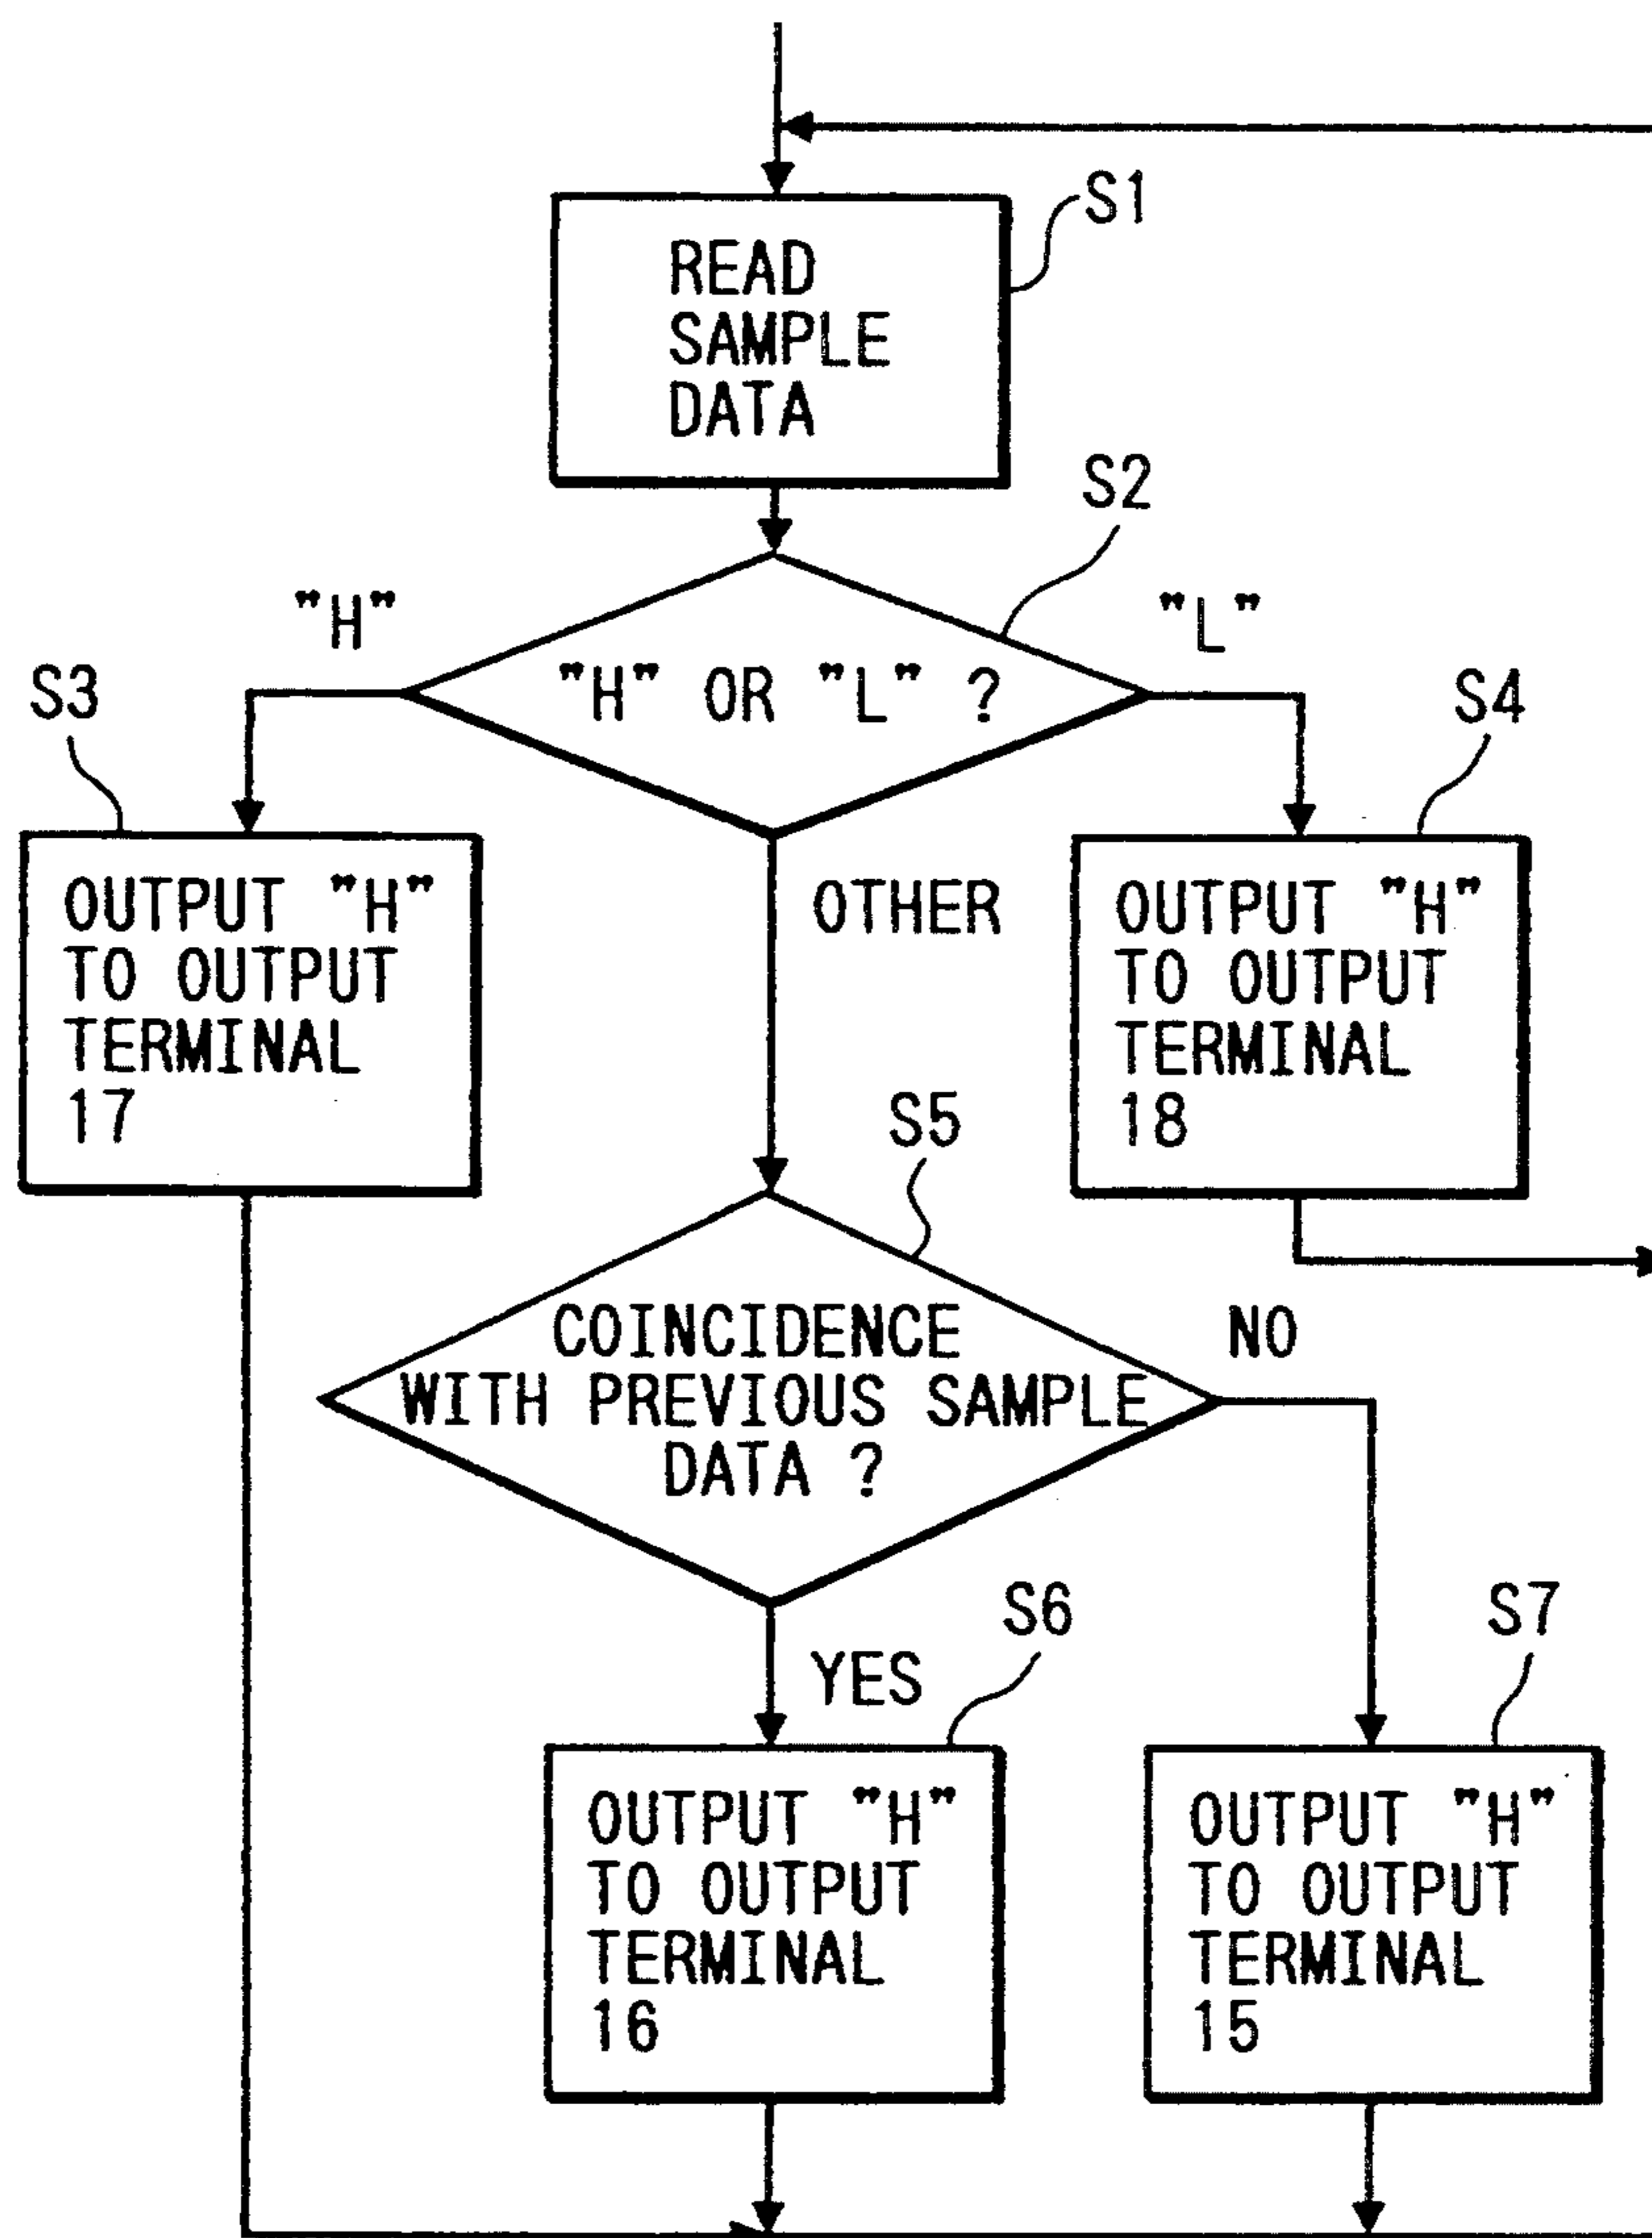 S1
READ
SAMPLE
DATA
S2
"H"
"L"
"H" OR "L" ?
S3
S4
OUTPUT "H"
TO OUTPUT
TERMINAL
17
OTHER
OUTPUT "H"
TO OUTPUT
TERMINAL
18
S5
COINCIDENCE
WITH PREVIOUS SAMPLE
DATA ?
NO
YES
S6
S7
OUTPUT "H"
TO OUTPUT
TERMINAL
16
OUTPUT "H"
TO OUTPUT
TERMINAL
15